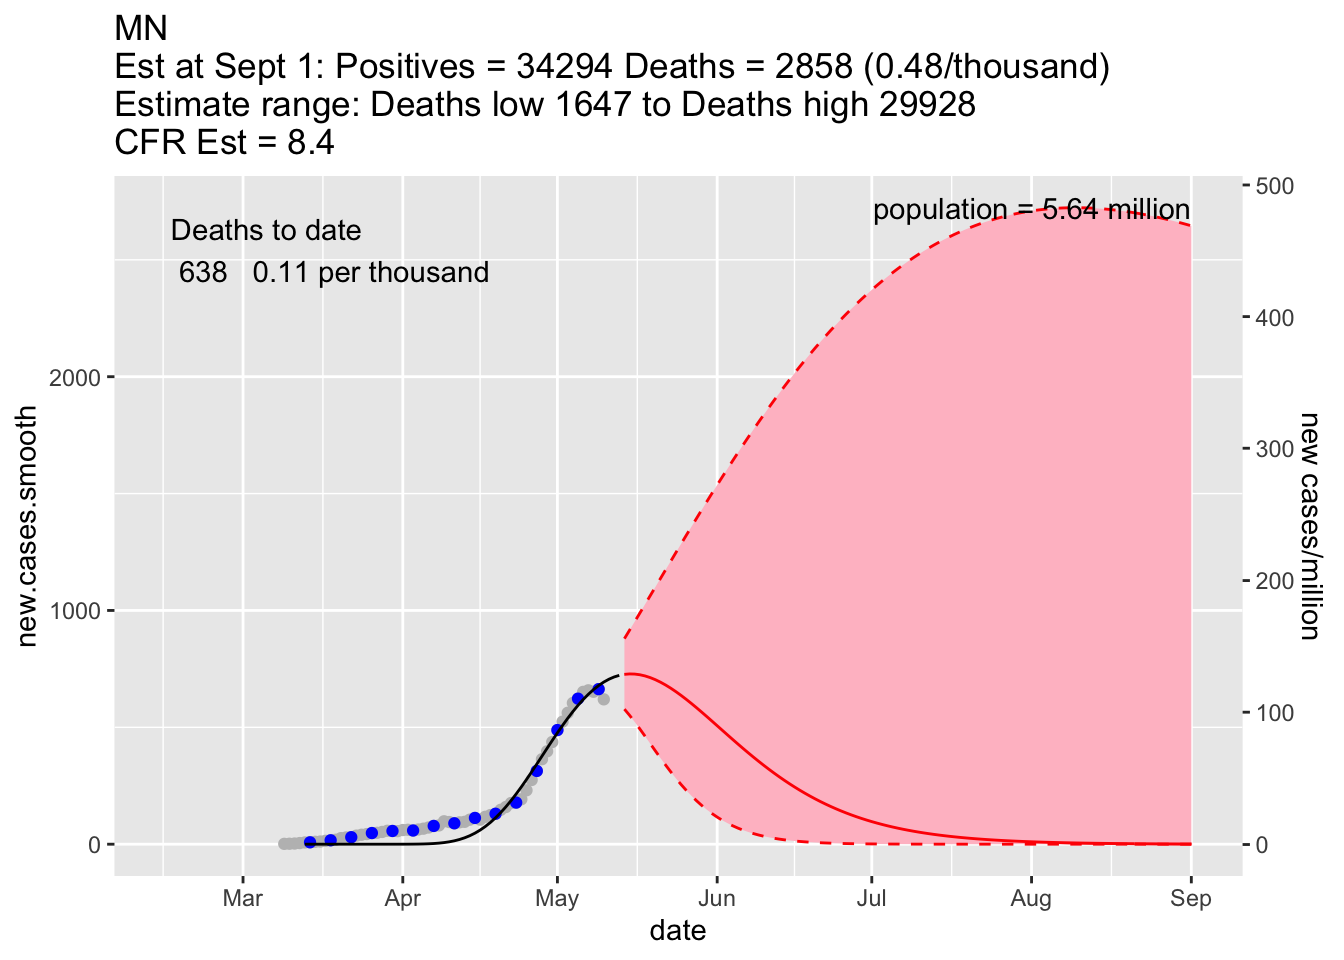 MN
Est at Sept 1: Positives = 34294 Deaths = 2858 (0.48/thousand)
Estimate range: Deaths low 1647 to Deaths high 29928
CFR Est = 8.4
Deaths to date
638 0.11 per thousand
population = 5.64 million
new.cases.smooth
2000
1000
0
500
400
300
200
100
0
new cases/million
Mar Apr May Jun Jul Aug Sep
date